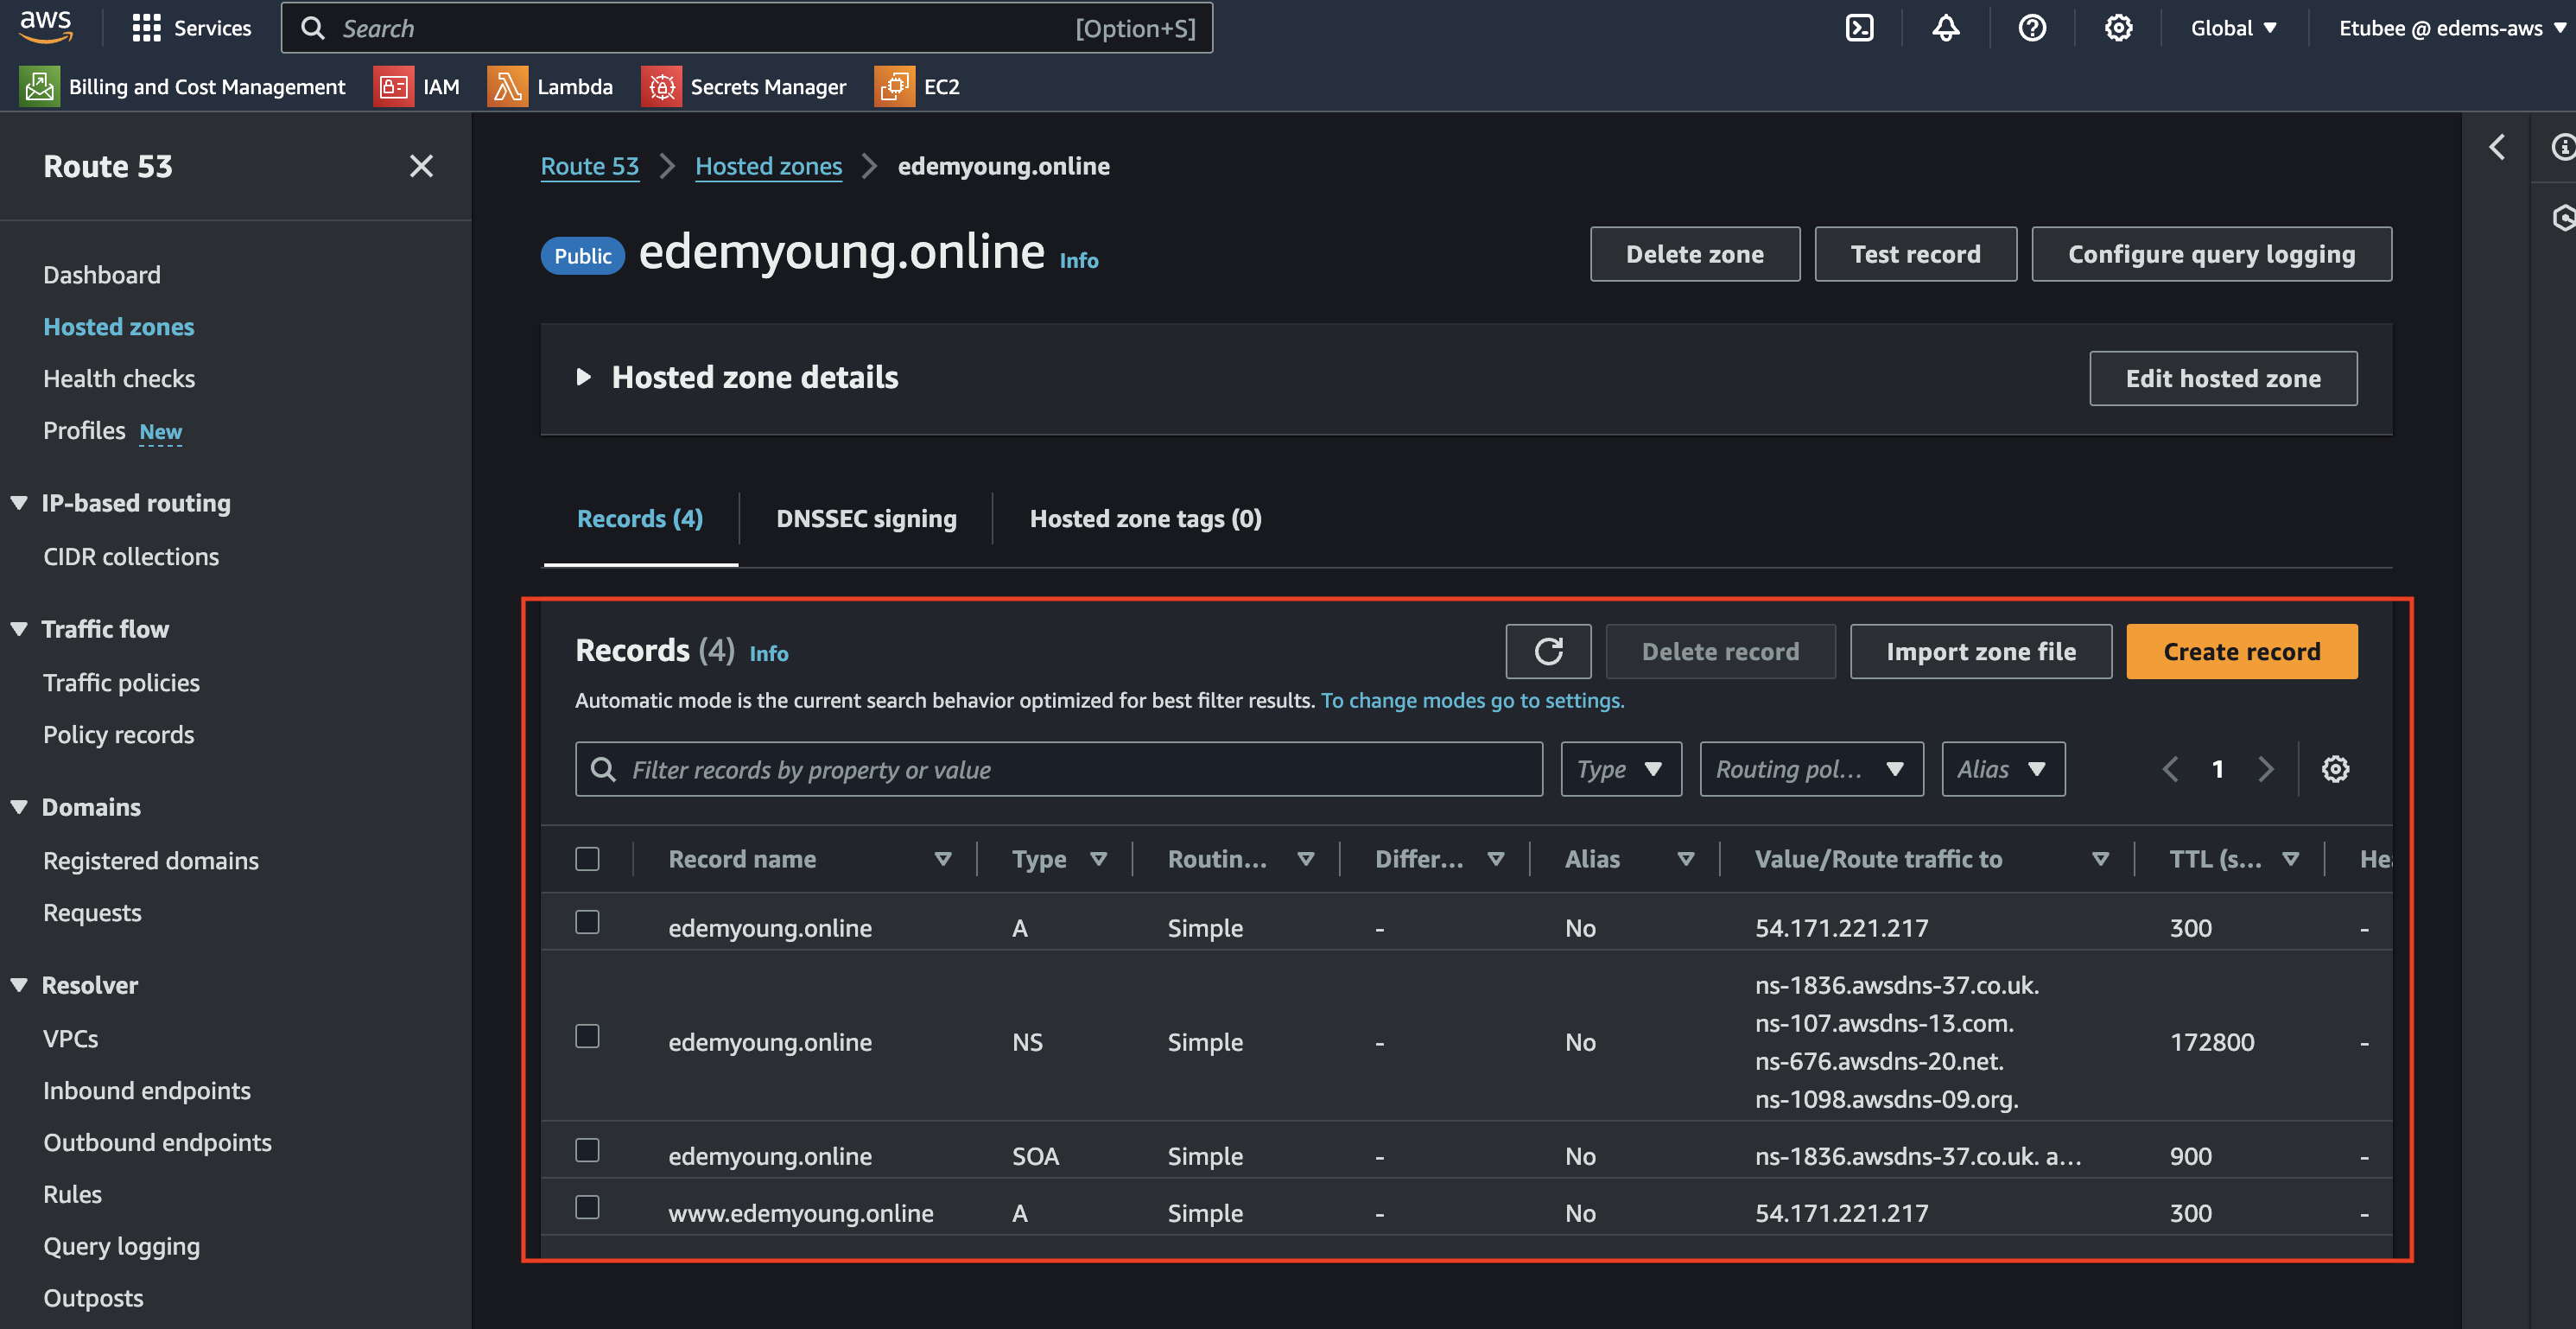 aws
Services
Search [Option+S]
Global
Etubee @ edems-aws
Billing and Cost Management
IAM
Lambda
Secrets Manager
EC2
Route 53
Dashboard
Hosted zones
Health checks
Profiles New
IP-based routing
CIDR collections
Traffic flow
Traffic policies
Policy records
Domains
Registered domains
Requests
Resolver
VPCs
Inbound endpoints
Outbound endpoints
Rules
Query logging
Outposts
Route 53 Hosted zones edemyoung.online
Public edemyoung.online Info
Delete zone Test record Configure query logging
Hosted zone details
Edit hosted zone
Records (4) DNSSEC signing Hosted zone tags (0)
Records (4) Info
Delete record Import zone file Create record
Automatic mode is the current search behavior optimized for best filter results. To change modes go to settings.
Filter records by property or value Type Routing pol... Alias 1
Record name Type Routin... Differ... Alias Value/Route traffic to TTL (s... Hea
edemyoung.online A Simple - No 54.171.221.217 300 -
edemyoung.online NS Simple - No
ns-1836.awsdns-37.co.uk.
ns-107.awsdns-13.com.
ns-676.awsdns-20.net.
ns-1098.awsdns-09.org.
172800 -
edemyoung.online SOA Simple - No ns-1836.awsdns-37.co.uk. a... 900 -
www.edemyoung.online A Simple - No 54.171.221.217 300 -